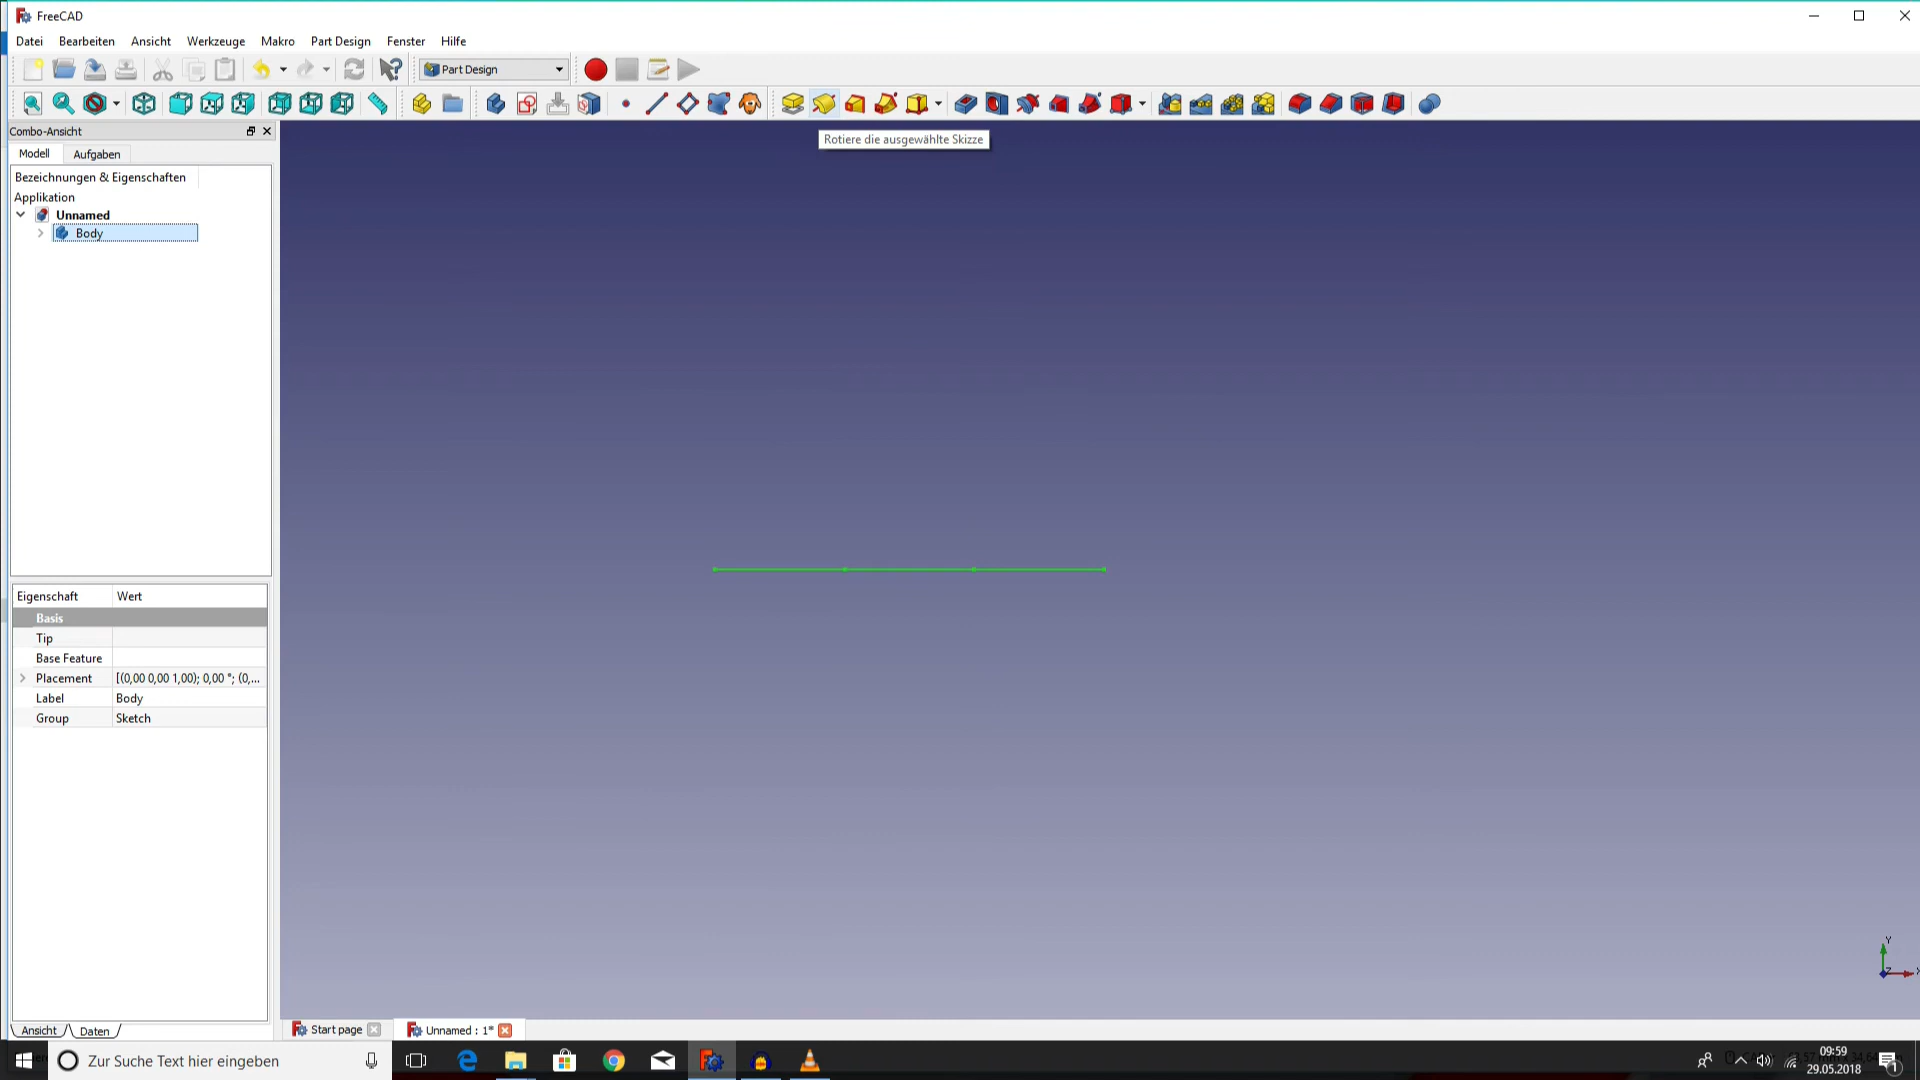 FreeCAD
Datei Bearbeiten Ansicht Werkzeuge Makro Part Design Fenster Hilfe
Part Design
Combo-Ansicht
Rotiere die ausgewählte Skizze
Modell Aufgaben
Bezeichnungen & Eigenschaften
Applikation
Unnamed
Body
Eigenschaft Wert
Basis
Tip
Base Feature
Placement [(0,00 0,00 1,00); 0,00 °; (0,...
Label Body
Group Sketch
Y
Z
X
Ansicht Daten
Start page Unnamed : 1*
Zur Suche Text hier eingeben
09:59
29.05.2018
1